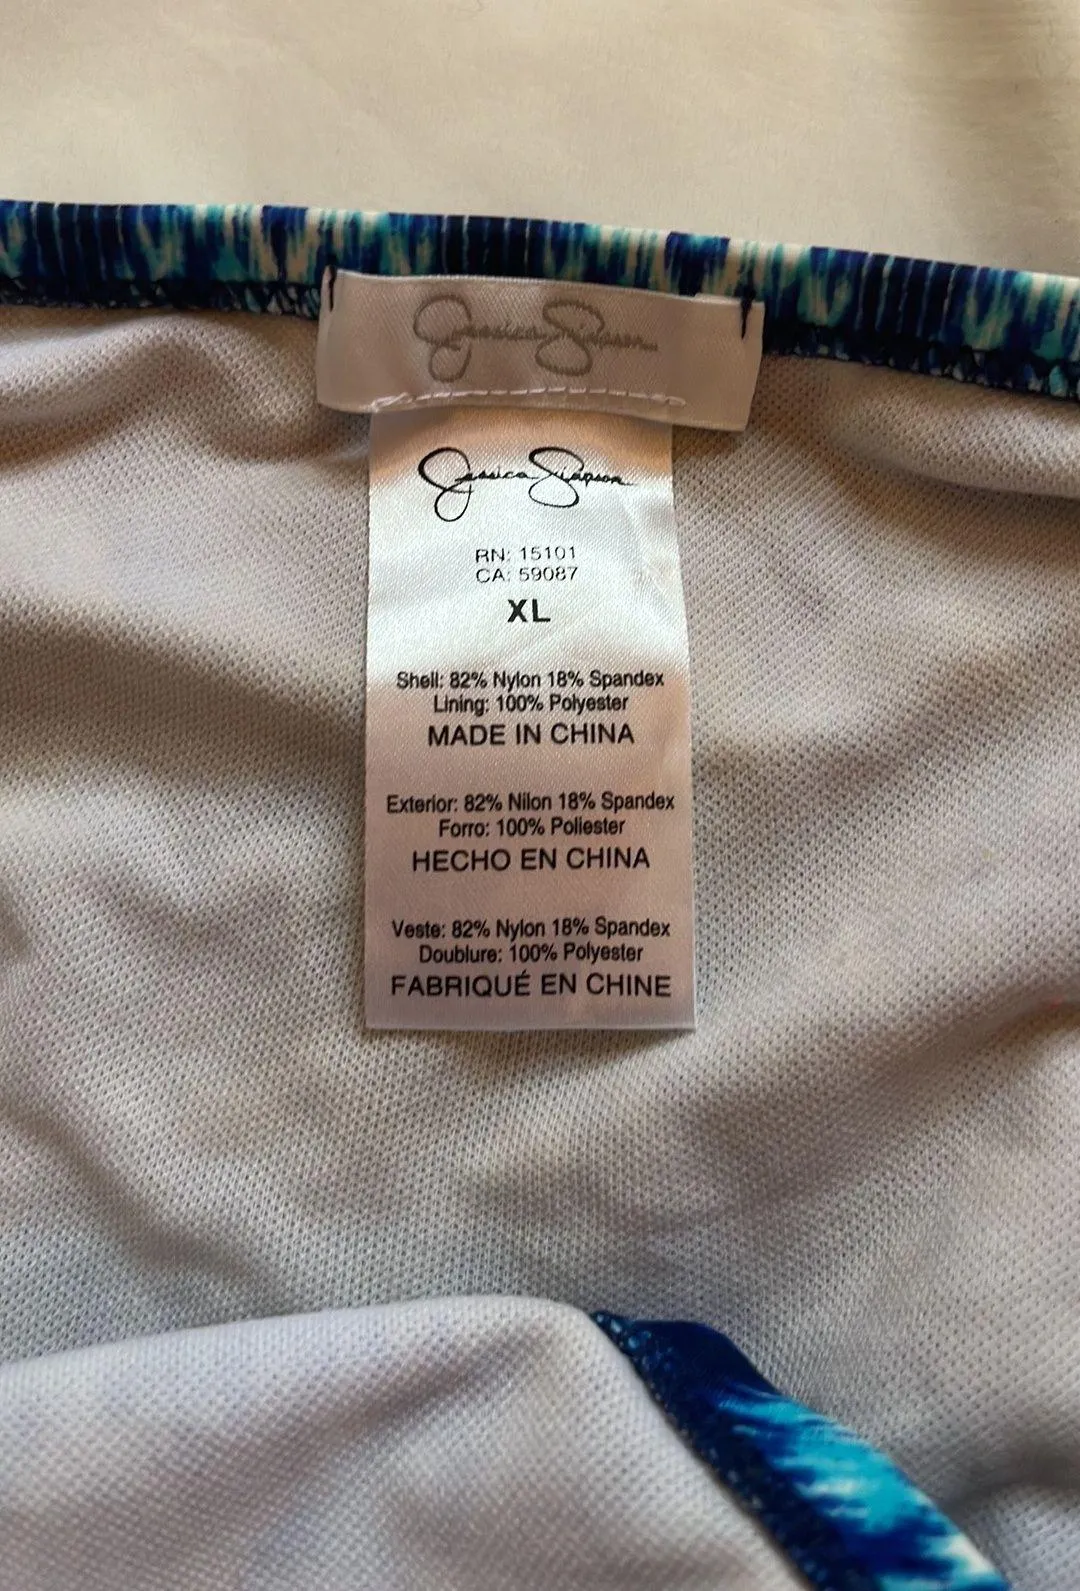 Jessica Simpson
Jessica Simpson
RN: 15101
CA: 59087
XL
Shell: 82% Nylon 18% Spandex
Lining: 100% Polyester
MADE IN CHINA
Exterior: 82% Nilon 18% Spandex
Forro: 100% Poliester
HECHO EN CHINA
Veste: 82% Nylon 18% Spandex
Doublure: 100% Polyester
FABRIQUÉ EN CHINE